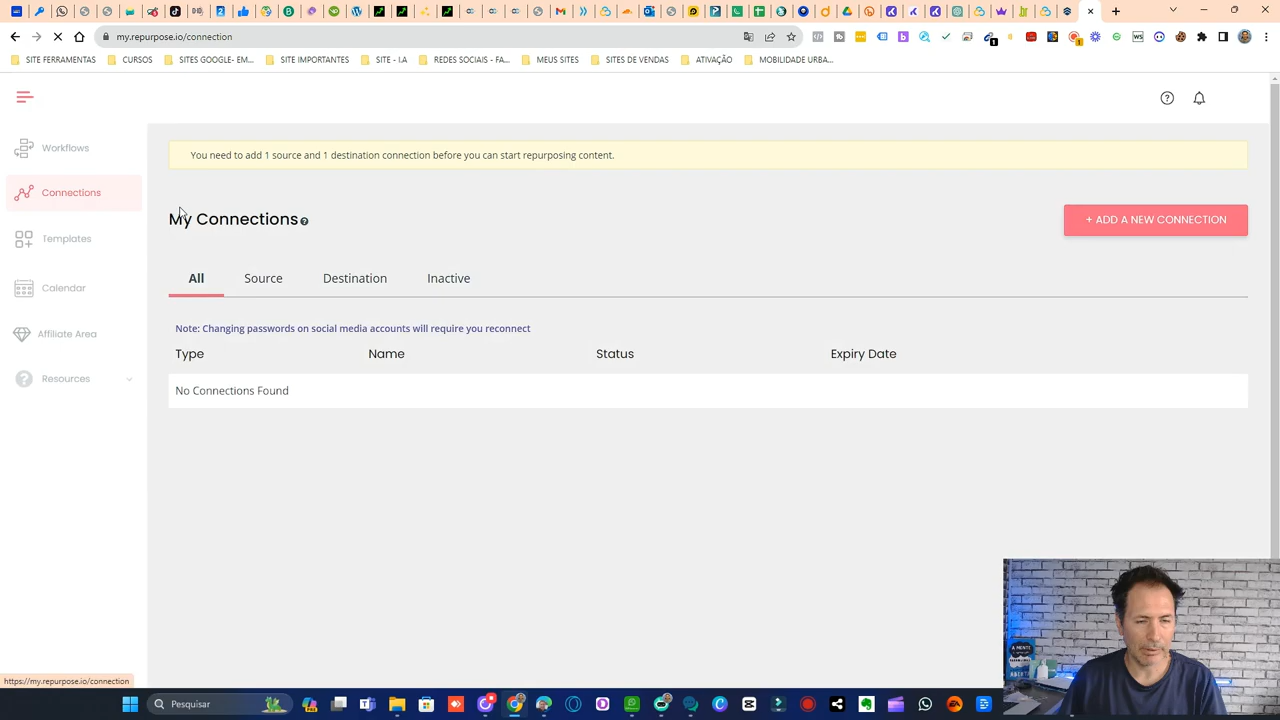 my.repurpose.io/connection
SITE FERRAMENTAS
CURSOS
SITES GOOGLE- EM...
SITE IMPORTANTES
SITE - I.A
REDES SOCIAIS - FA...
MEUS SITES
SITES DE VENDAS
ATIVAÇÃO
MOBILIDADE URBA...
Workflows
Connections
Templates
Calendar
Affiliate Area
Resources
You need to add 1 source and 1 destination connection before you can start repurposing content.
My Connections
+ ADD A NEW CONNECTION
All Source Destination Inactive
Note: Changing passwords on social media accounts will require you reconnect
Type Name Status Expiry Date
No Connections Found
https://my.repurpose.io/connection
Pesquisar